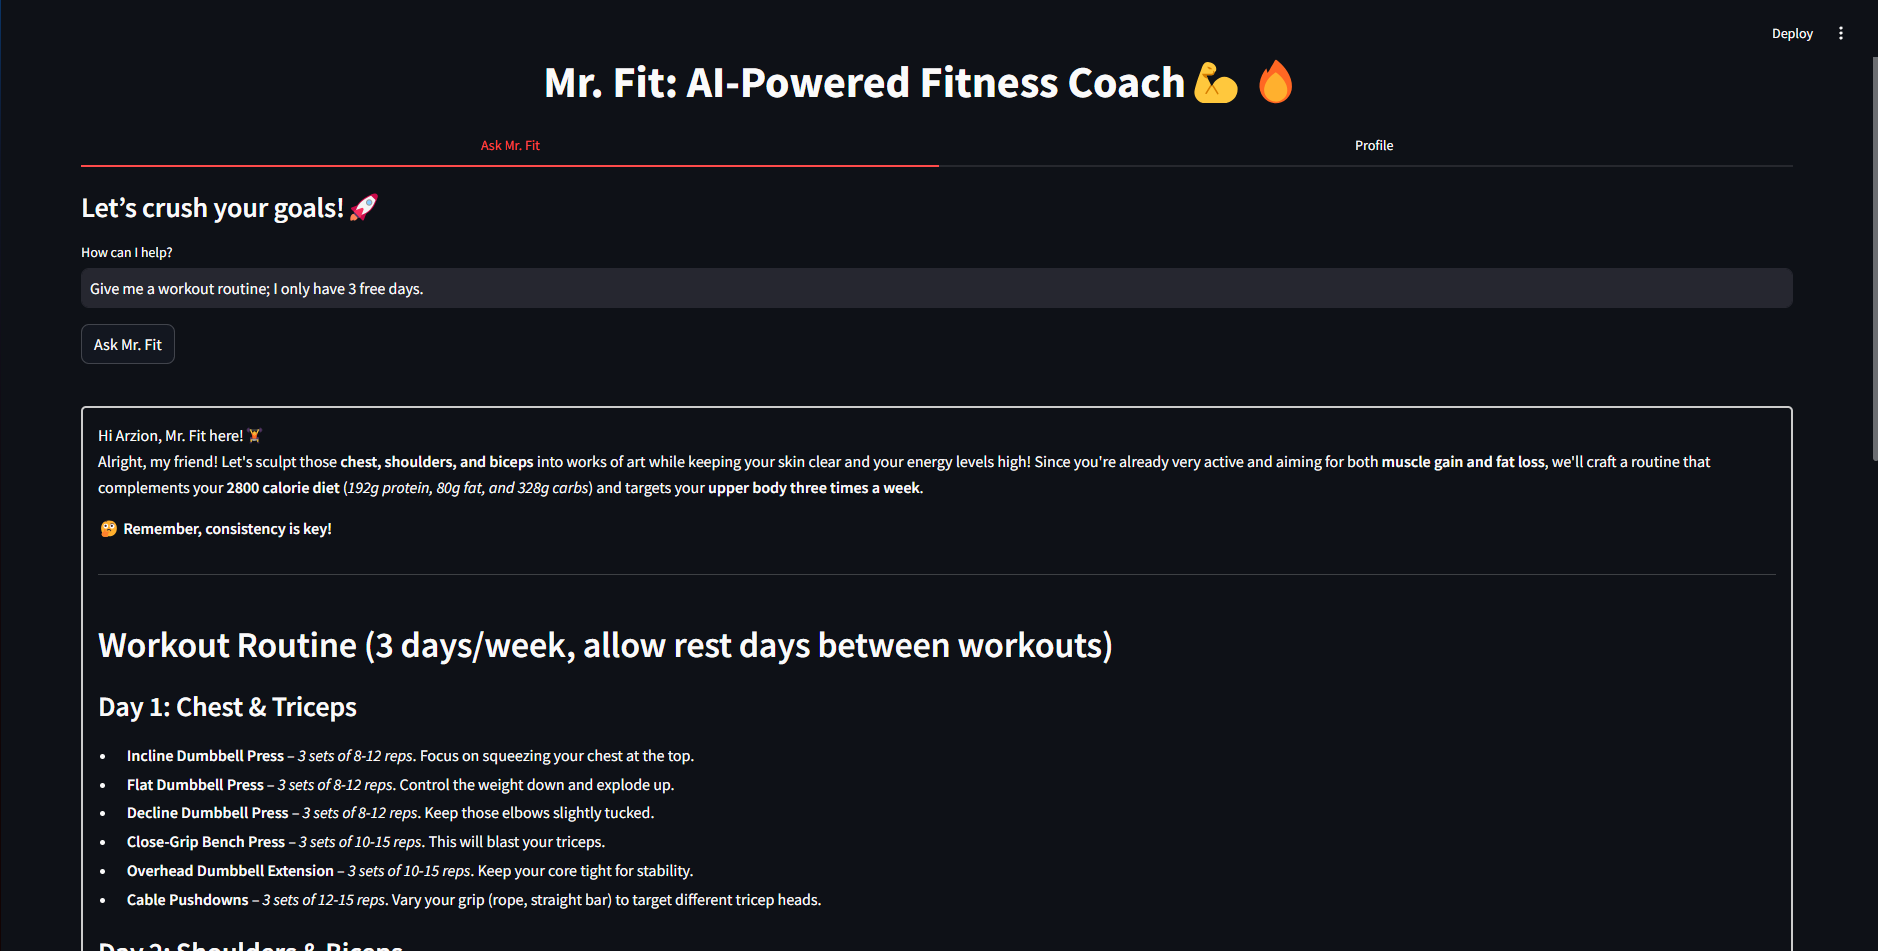 Deploy
Mr. Fit: AI-Powered Fitness Coach💪 🔥
Ask Mr. Fit
Profile
Let’s crush your goals! 🚀
How can I help?
Give me a workout routine; I only have 3 free days.
Ask Mr. Fit
Hi Arzion, Mr. Fit here! 🏋️
Alright, my friend! Let's sculpt those chest, shoulders, and biceps into works of art while keeping your skin clear and your energy levels high! Since you're already very active and aiming for both muscle gain and fat loss, we'll craft a routine that
complements your 2800 calorie diet (192g protein, 80g fat, and 328g carbs) and targets your upper body three times a week.
🤔 Remember, consistency is key!
Workout Routine (3 days/week, allow rest days between workouts)
Day 1: Chest & Triceps
• Incline Dumbbell Press – 3 sets of 8-12 reps. Focus on squeezing your chest at the top.
• Flat Dumbbell Press – 3 sets of 8-12 reps. Control the weight down and explode up.
• Decline Dumbbell Press – 3 sets of 8-12 reps. Keep those elbows slightly tucked.
• Close-Grip Bench Press – 3 sets of 10-15 reps. This will blast your triceps.
• Overhead Dumbbell Extension – 3 sets of 10-15 reps. Keep your core tight for stability.
• Cable Pushdowns – 3 sets of 12-15 reps. Vary your grip (rope, straight bar) to target different tricep heads.
Day 2: Shoulders & Biceps